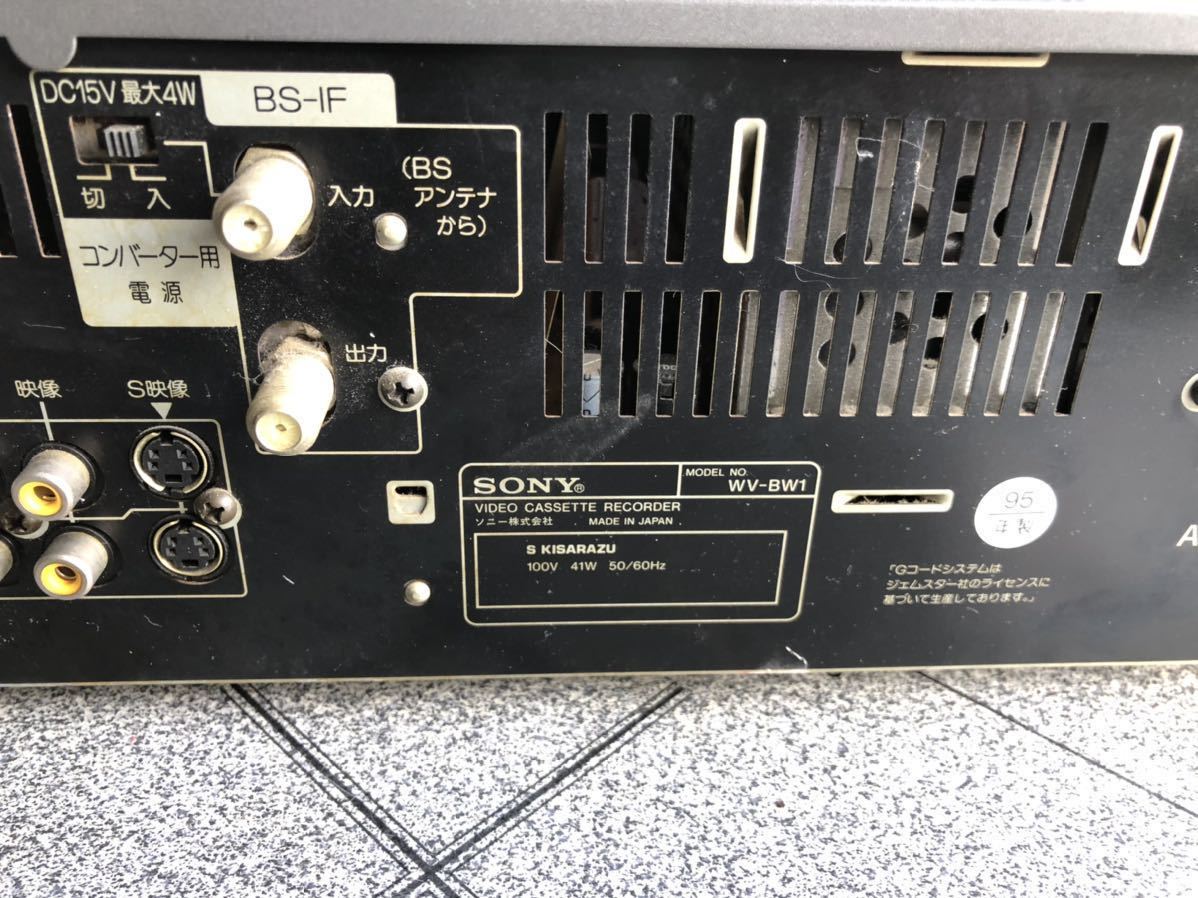 DC15V 最大4W
BS-IF
切 入
入力
(BS
アンテナ
から)
コンバーター用
電源
出力
映像
S映像
SONY®
MODEL NO.
WV-BW1
VIDEO CASSETTE RECORDER
ソニー株式会社 MADE IN JAPAN
S KISARAZU
100V 41W 50/60Hz
95
年製
「Gコードシステムは
ジェムスター社のライセンスに
基づいて生産しております。」
A